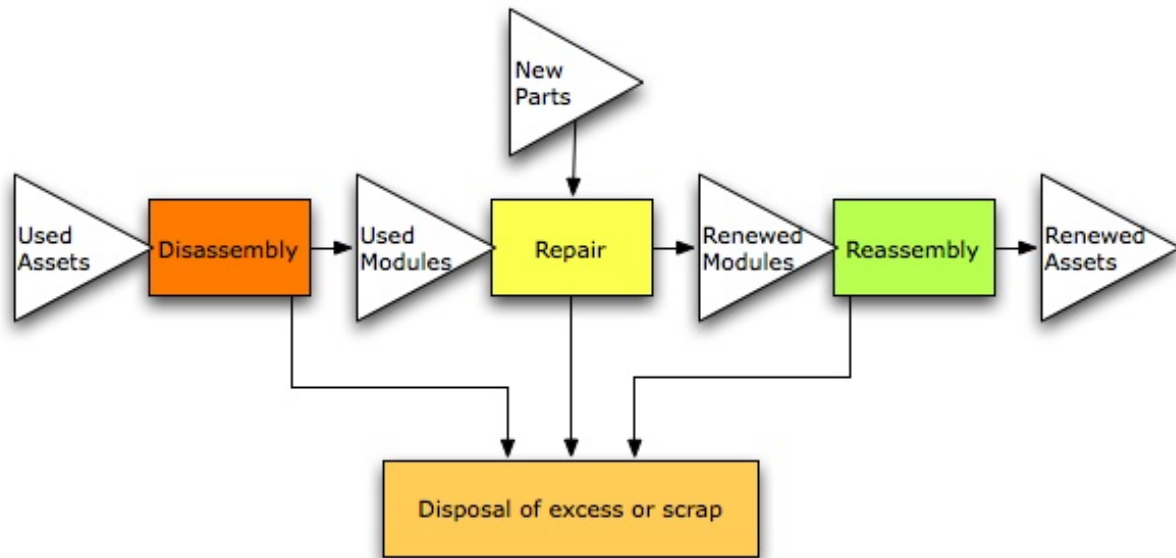 New
Parts
Used
Assets
Disassembly
Used
Modules
Repair
Renewed
Modules
Reassembly
Renewed
Assets
Disposal of excess or scrap